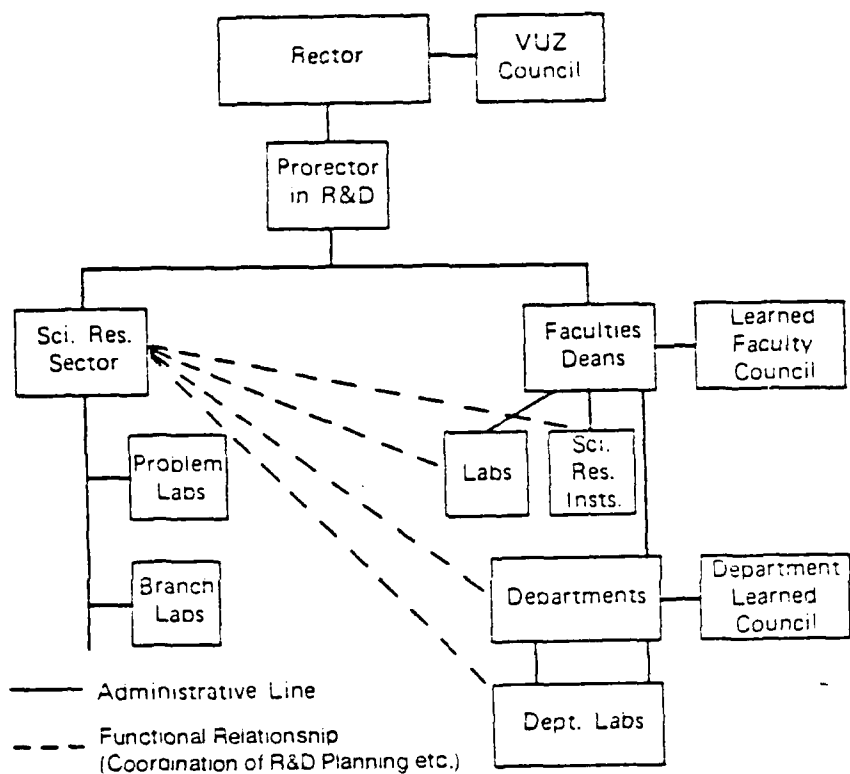 Rector
VUZ
Council
Prorector
in R&D
Sci. Res.
Sector
Faculties
Deans
Learned
Faculty
Council
Problem
Labs
Labs
Sci.
Res.
Insts.
Branch
Labs
Departments
Department
Learned
Council
Dept. Labs
Administrative Line
Functional Relationship
(Coordination of R&D Planning etc.)